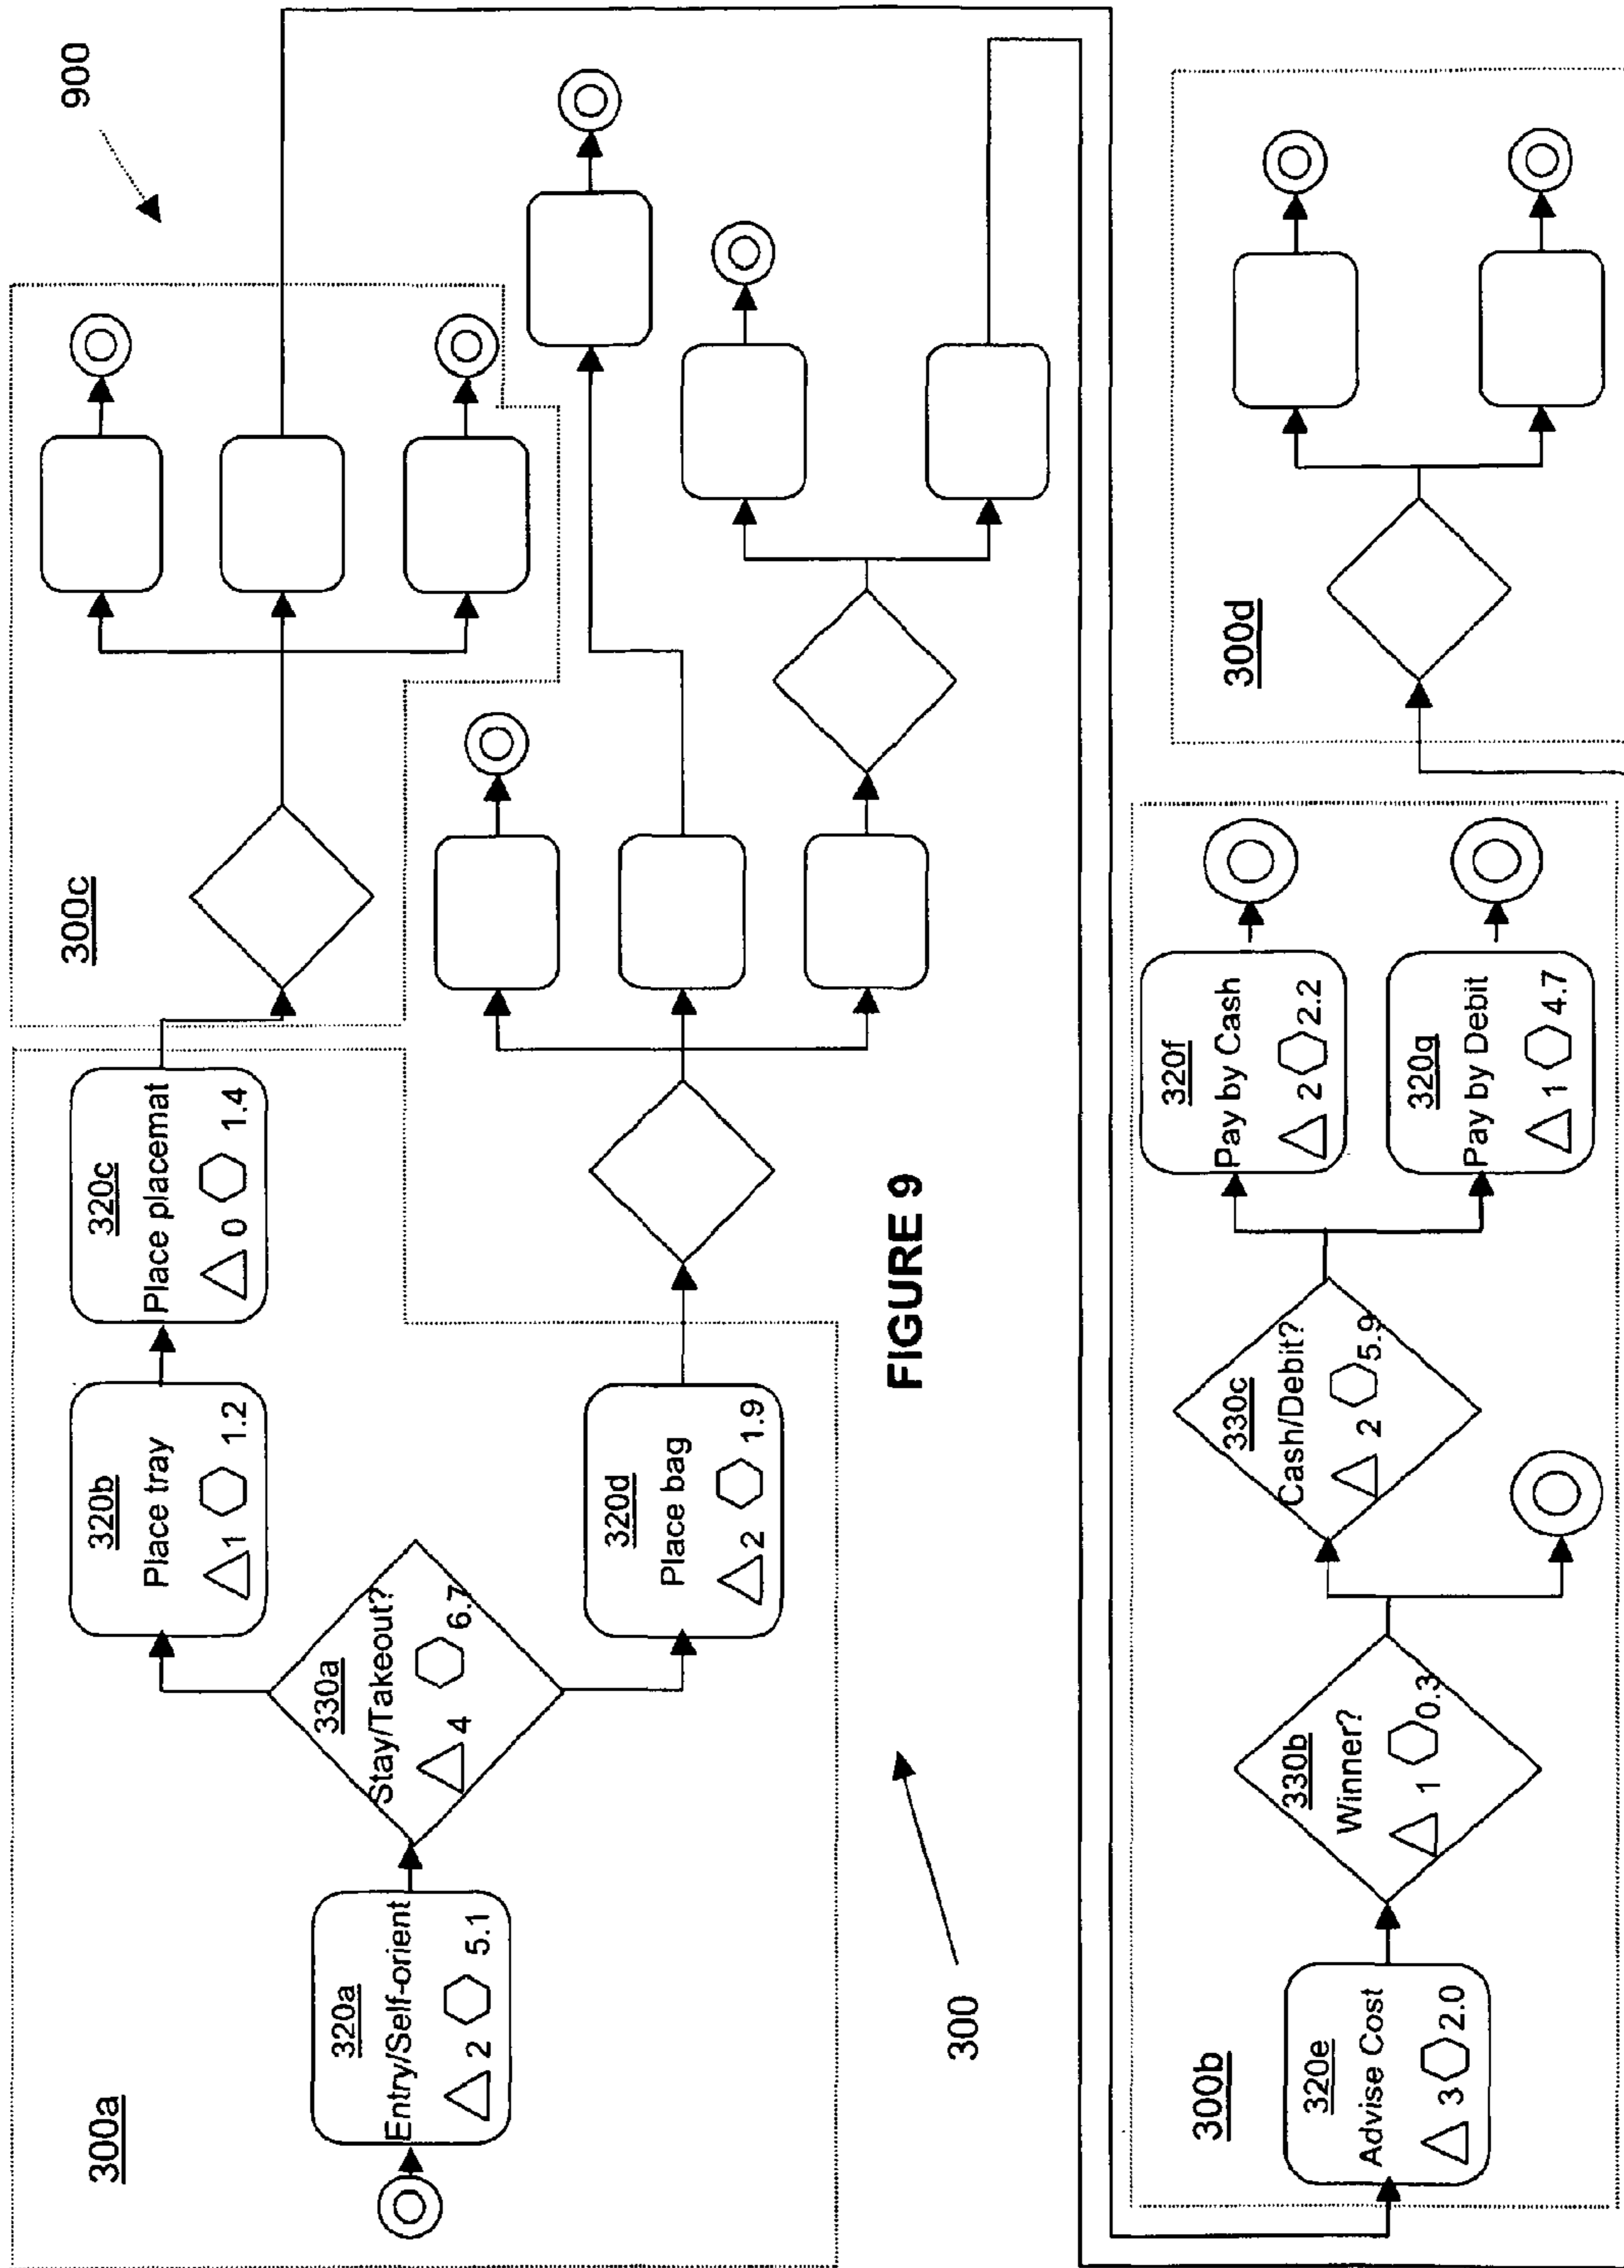 900
300a
300c
320b
Place tray
1 1.2
320c
Place placemat
0 1.4
320a
Entry/Self-orient
2 5.1
330a
Stay/Takeout?
4 6.7
320d
Place bag
2 1.9
300
FIGURE 9
300b
320e
Advise Cost
3 2.0
330b
Winner?
1 0.3
330c
Cash/Debit?
2 5.9
320f
Pay by Cash
2 2.2
320g
Pay by Debit
1 4.7
300d